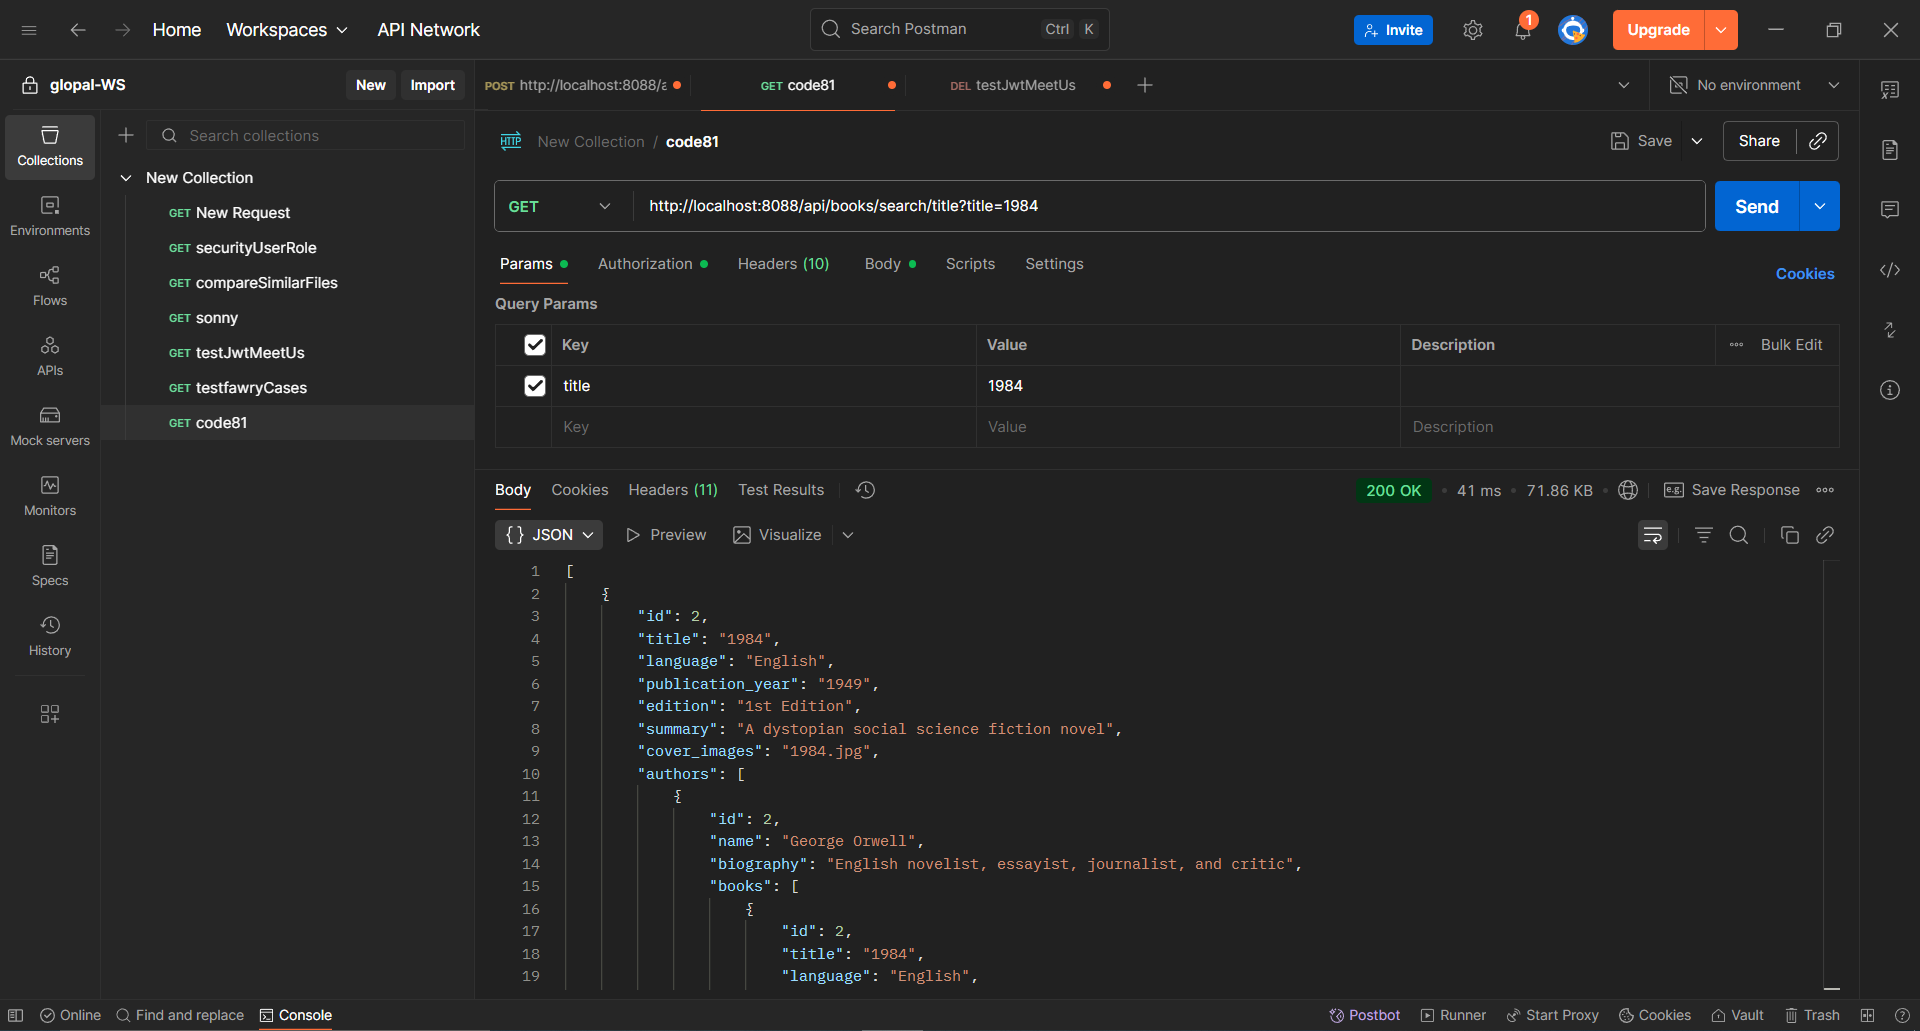 Home Workspaces API Network Search Postman Ctrl K Invite 1 Upgrade
glopal-WS New Import POST http://localhost:8088/a GET code81 DEL testJwtMeetUs No environment
Collections
Environments
Flows
APIs
Mock servers
Monitors
Specs
History
Search collections
New Collection
GET New Request
GET securityUserRole
GET compareSimilarFiles
GET sonny
GET testJwtMeetUs
GET testfawryCases
GET code81
HTTP New Collection / code81 Save Share
GET http://localhost:8088/api/books/search/title?title=1984 Send
Params Authorization Headers (10) Body Scripts Settings Cookies
Query Params
Key Value Description Bulk Edit
title 1984
Key Value Description
Body Cookies Headers (11) Test Results 200 OK 41 ms 71.86 KB e.g. Save Response
{} JSON Preview Visualize
1 [
2 {
3 "id": 2,
4 "title": "1984",
5 "language": "English",
6 "publication_year": "1949",
7 "edition": "1st Edition",
8 "summary": "A dystopian social science fiction novel",
9 "cover_images": "1984.jpg",
10 "authors": [
11 {
12 "id": 2,
13 "name": "George Orwell",
14 "biography": "English novelist, essayist, journalist, and critic",
15 "books": [
16 {
17 "id": 2,
18 "title": "1984",
19 "language": "English",
Online Find and replace Console Postbot Runner Start Proxy Cookies Vault Trash